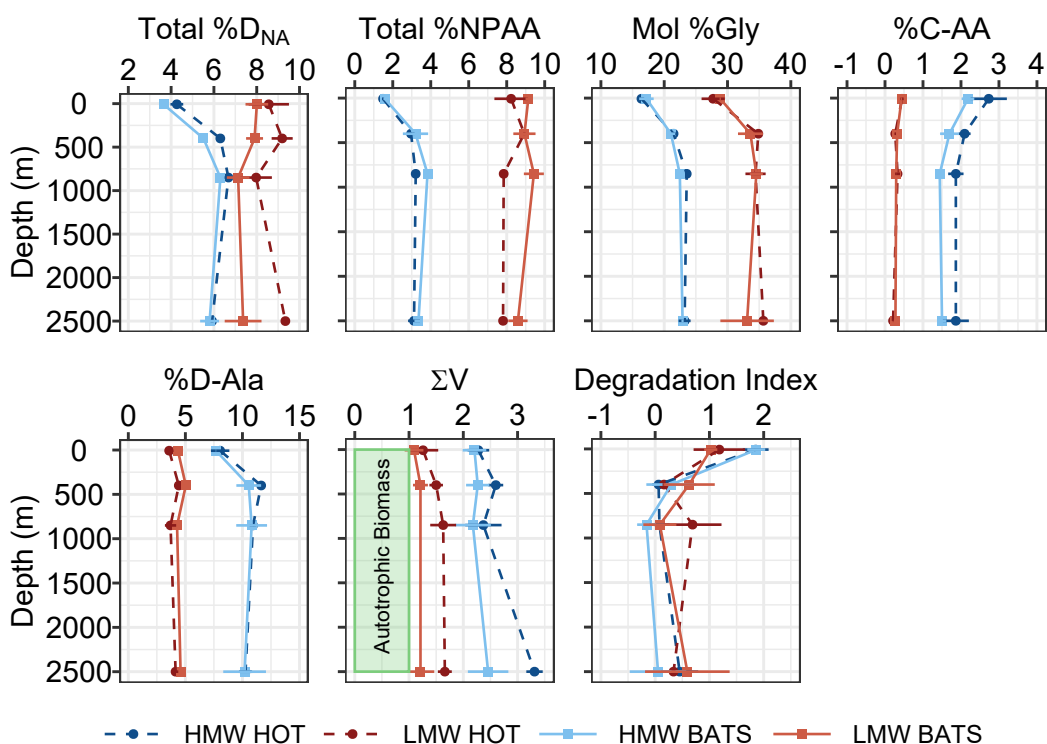 Total %D_NA Total %NPAA Mol %Gly %C-AA
2 4 6 8 10 0 2 4 6 8 10 10 20 30 40 -1 0 1 2 3 4
0
500
1000
1500
2000
2500
Depth (m)
%D-Ala ΣV Degradation Index
0 5 10 15 0 1 2 3 -1 0 1 2
0
500
1000
1500
2000
2500
Depth (m)
Autotrophic Biomass
HMW HOT LMW HOT HMW BATS LMW BATS